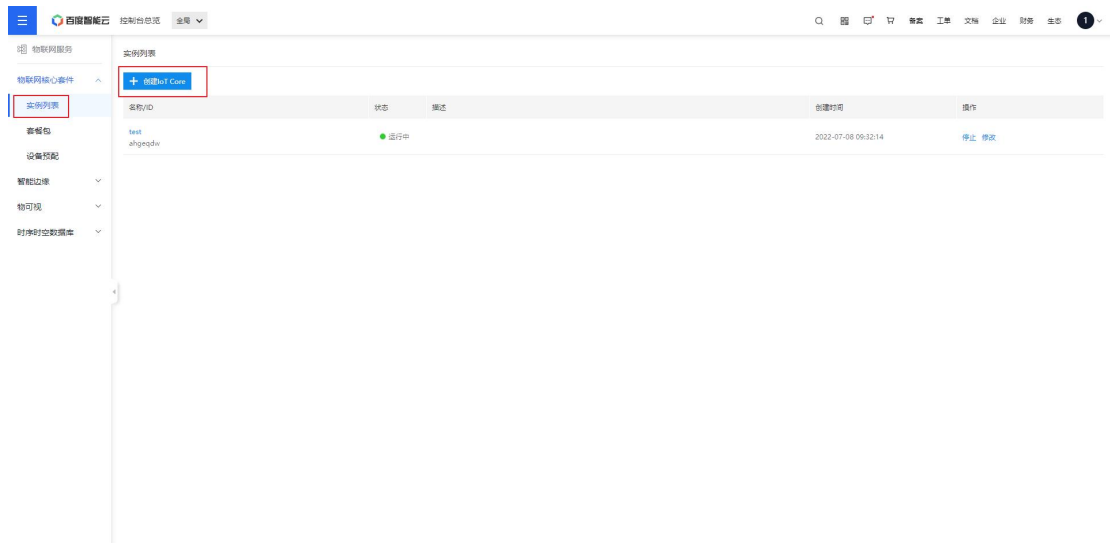 百度智能云 控制台总览 全局 备案 工单 文档 企业 财务 生态 1
物联网服务
物联网核心套件
实例列表
套餐包
设备预配
智能边缘
物可视
时序时空数据库
实例列表
创建IoT Core
名称/ID 状态 描述 创建时间 操作
test 运行中 2022-07-08 09:32:14 停止 修改
ahgeqdw